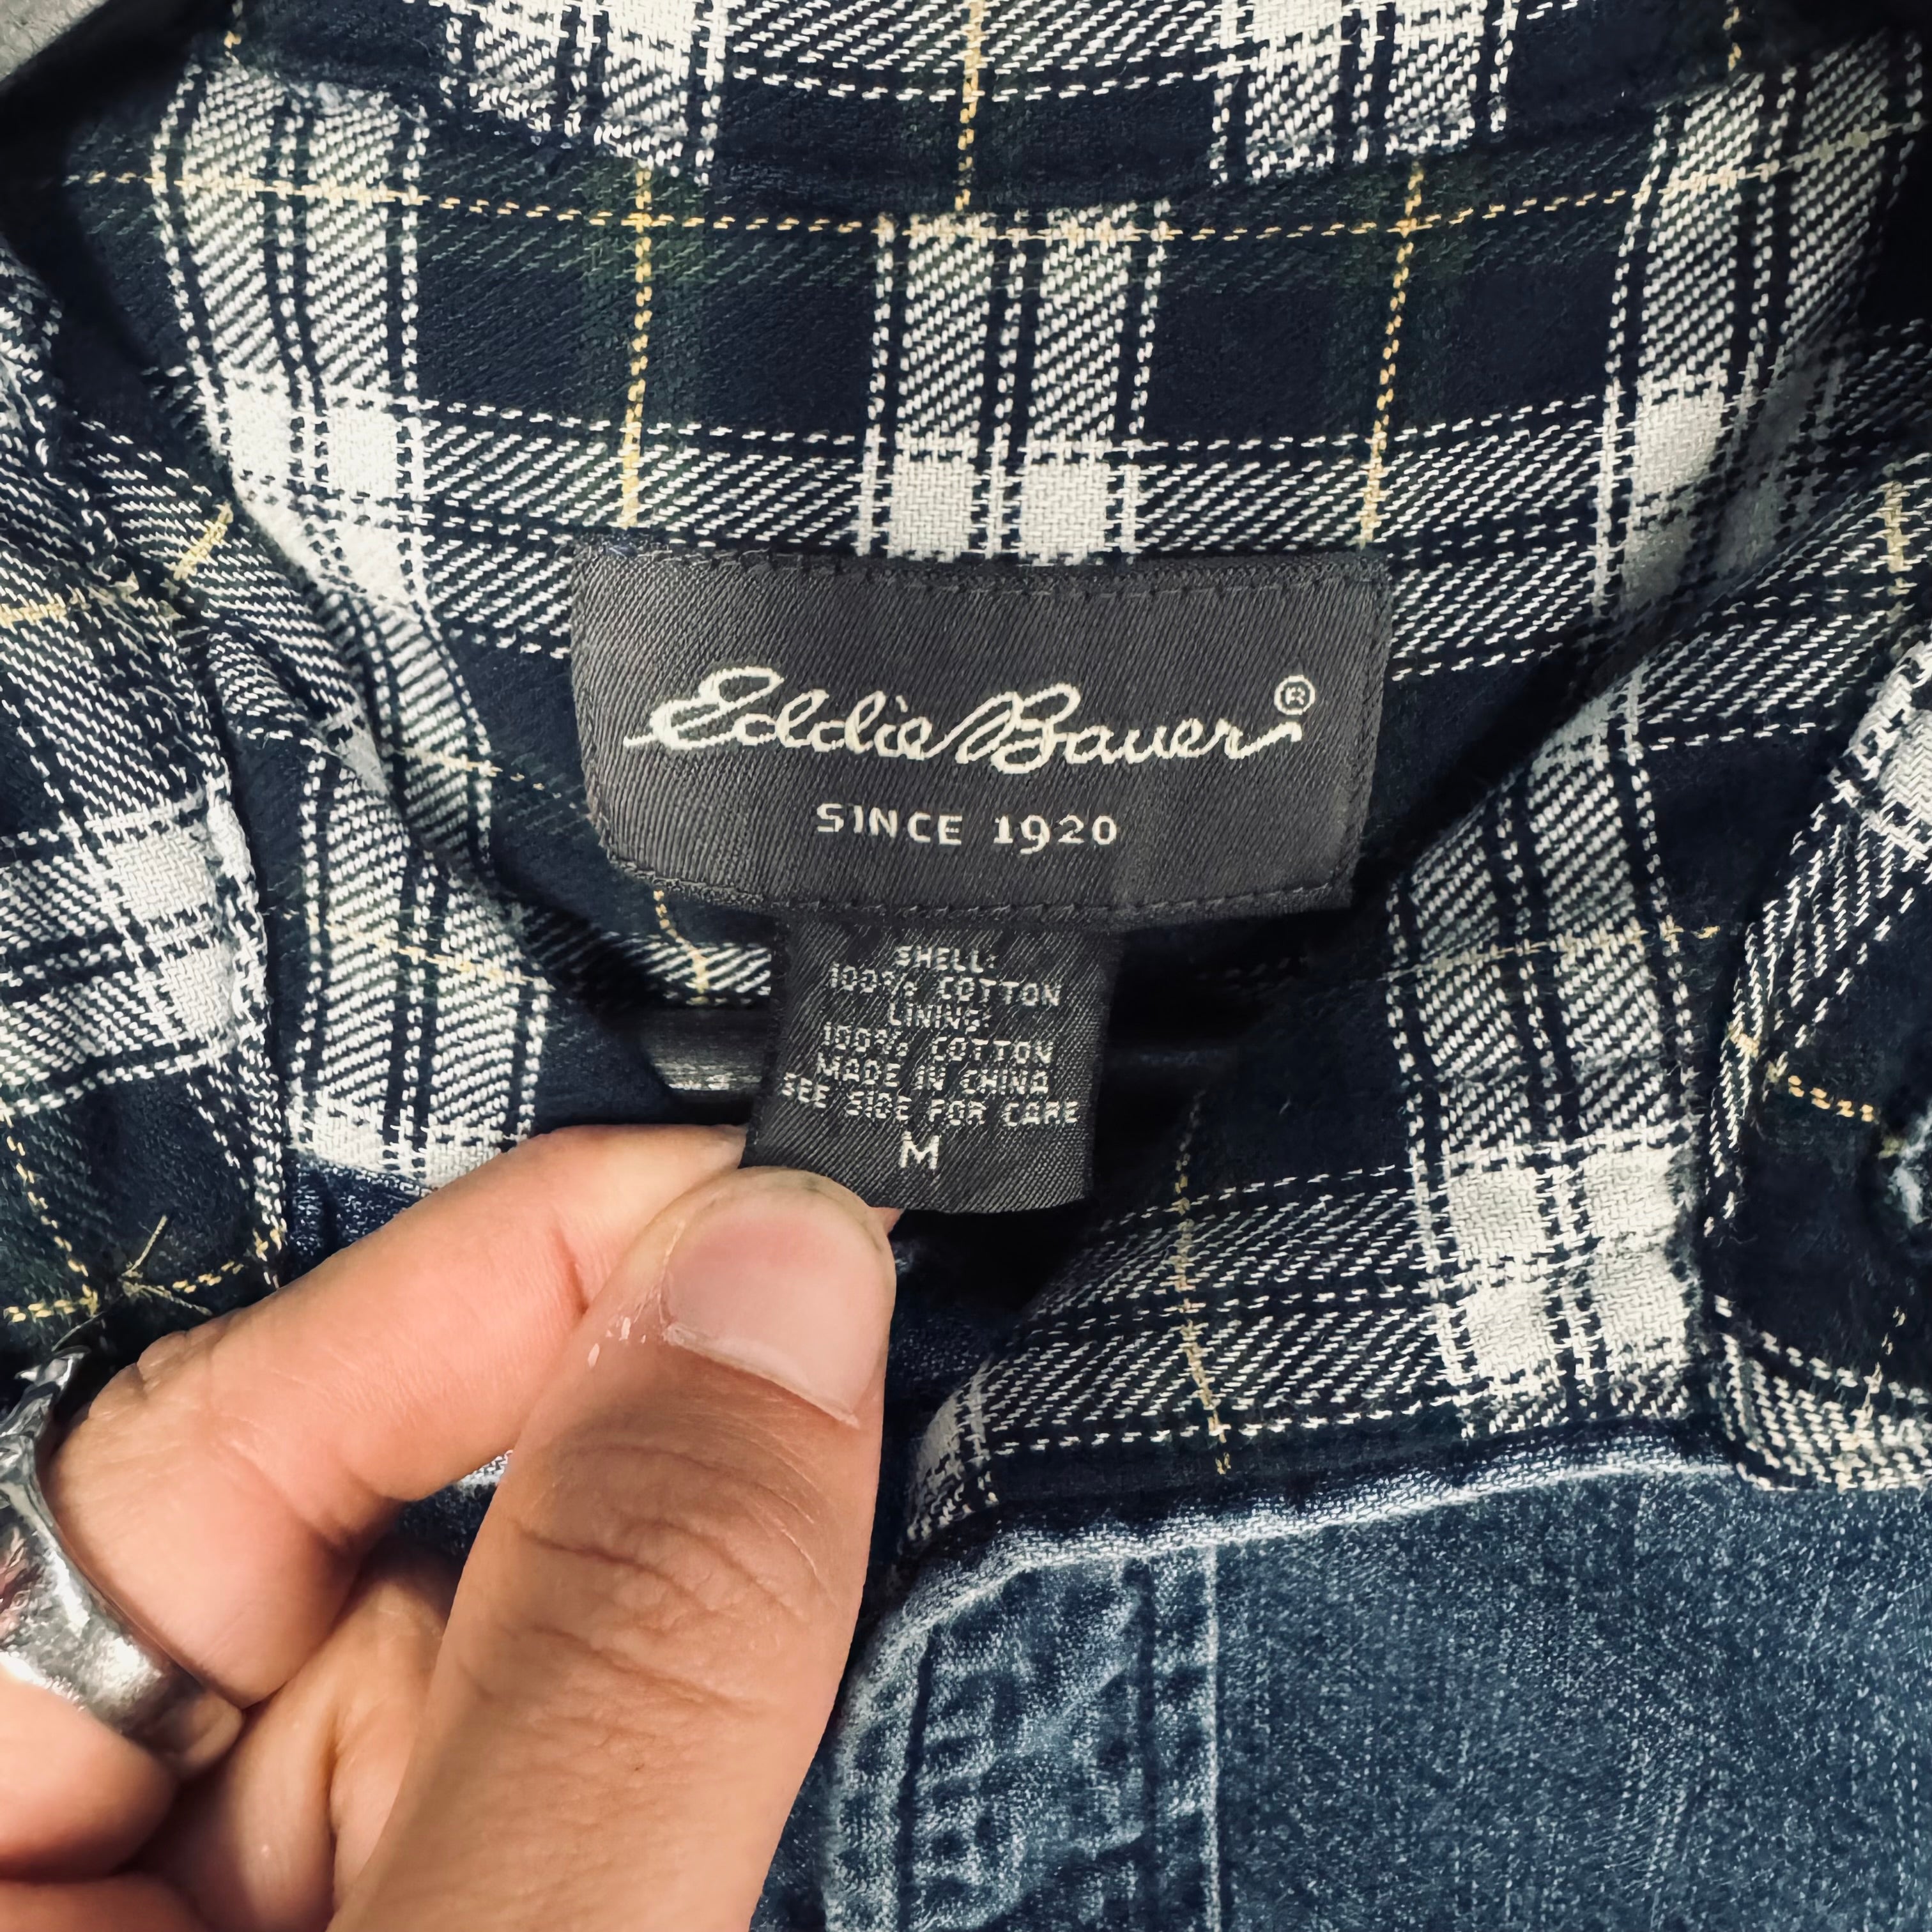 Eddie Bauer®
SINCE 1920
SHELL:
100% COTTON
LINING:
100% COTTON
MADE IN CHINA
SEE SIDE FOR CARE
M